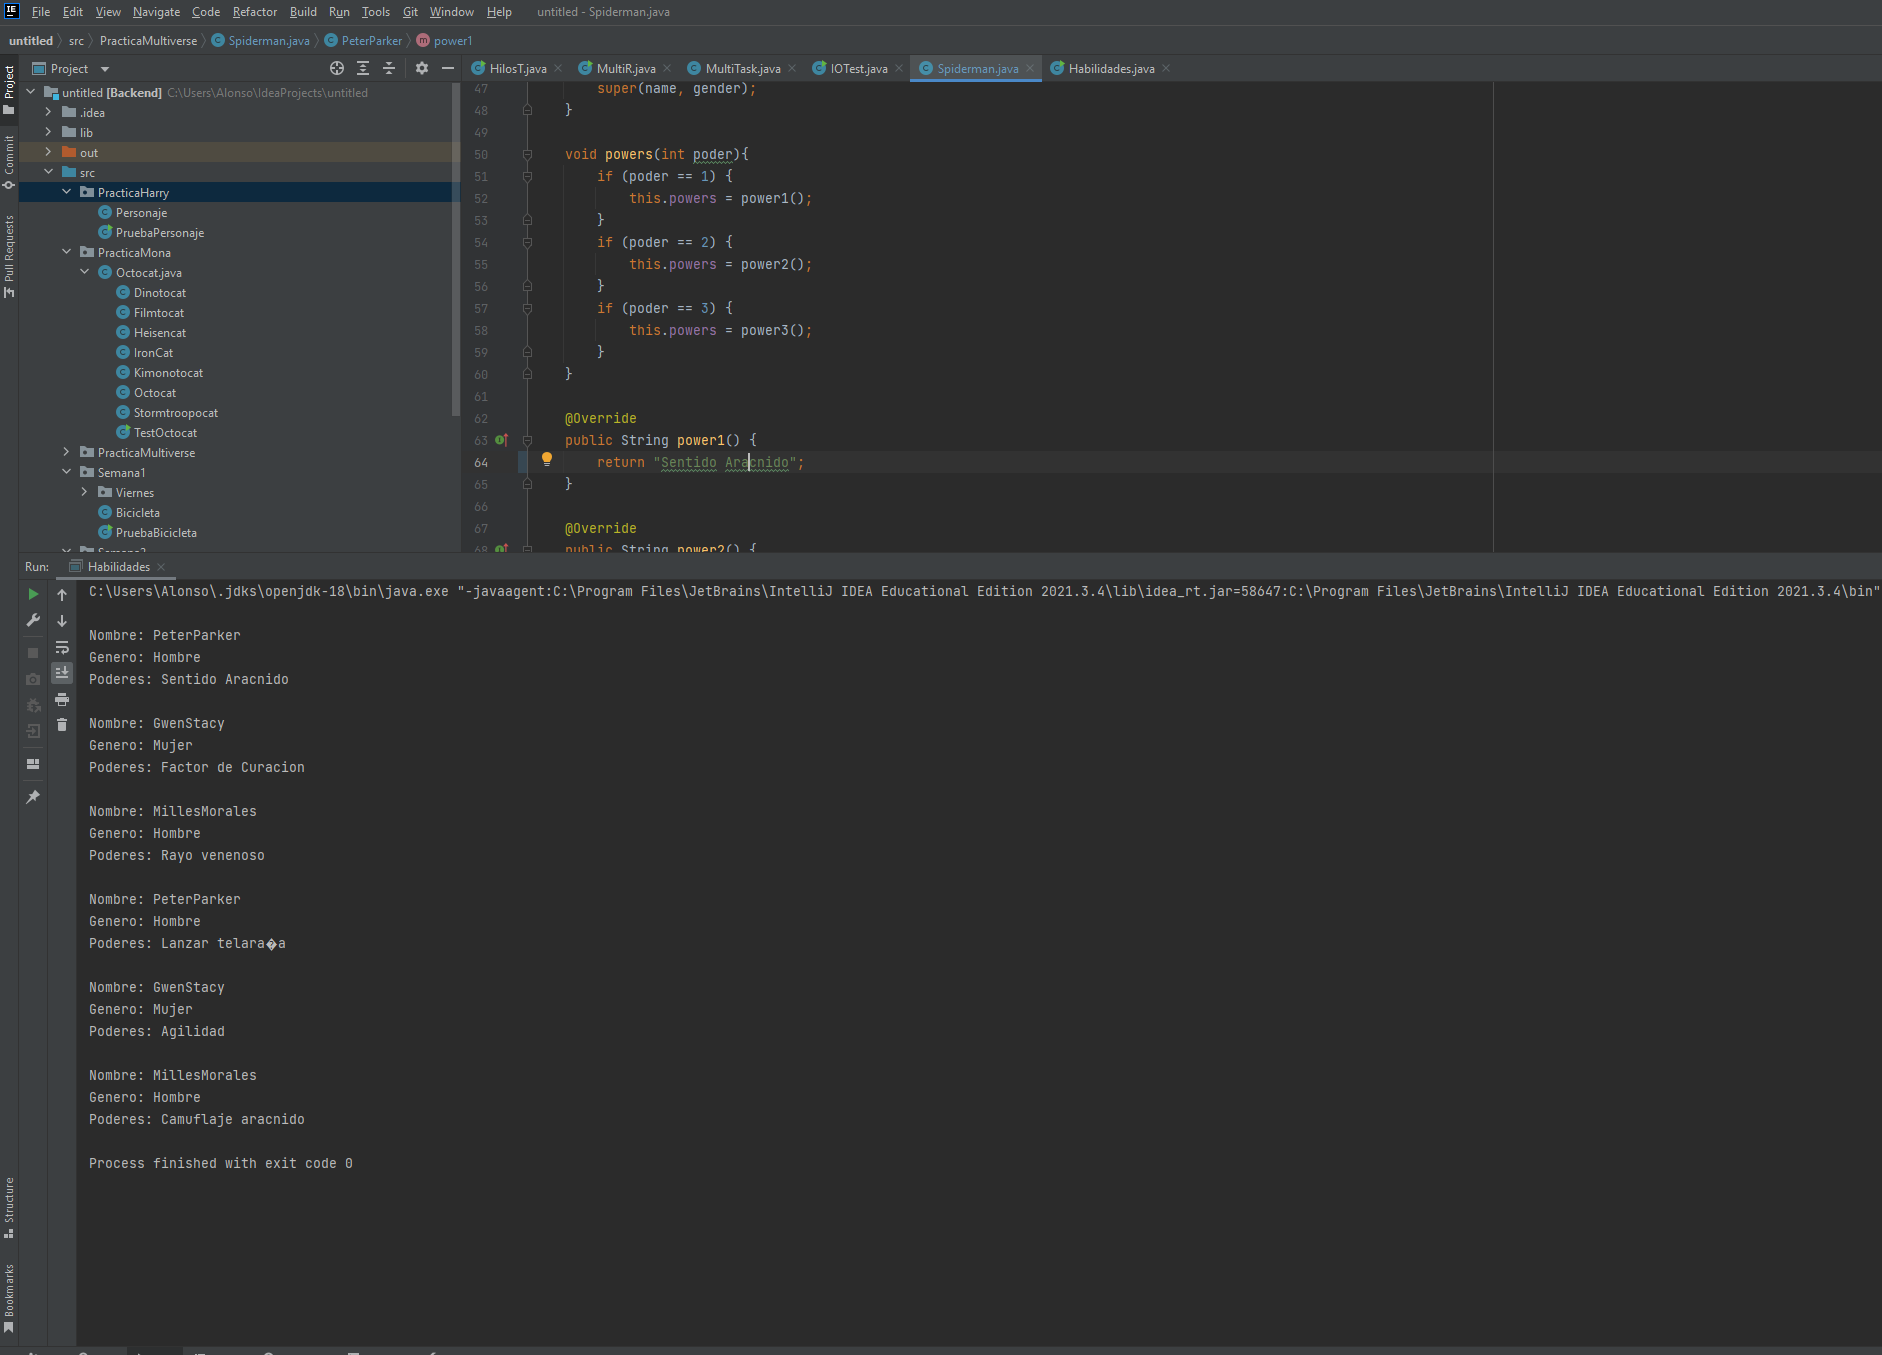 File Edit View Navigate Code Refactor Build Run Tools Git Window Help untitled - Spiderman.java
untitled src PracticaMultiverse Spiderman.java PeterParker power1
Project
HilosT.java MultiR.java MultiTask.java IOTest.java Spiderman.java Habilidades.java
Project
Commit
Pull Requests
untitled [Backend] C:\Users\Alonso\IdeaProjects\untitled
.idea
lib
out
src
PracticaHarry
Personaje
PruebaPersonaje
PracticaMona
Octocat.java
Dinotocat
Filmtocat
Heisencat
IronCat
Kimonotocat
Octocat
Stormtroopocat
TestOctocat
PracticaMultiverse
Semana1
Viernes
Bicicleta
PruebaBicicleta
Semana2
47 super(name, gender);
48 }
49
50 void powers(int poder){
51 if (poder == 1) {
52 this.powers = power1();
53 }
54 if (poder == 2) {
55 this.powers = power2();
56 }
57 if (poder == 3) {
58 this.powers = power3();
59 }
60 }
61
62 @Override
63 public String power1() {
64 return "Sentido Aracnido";
65 }
66
67 @Override
68 public String power2() {
Run: Habilidades
C:\Users\Alonso\.jdks\openjdk-18\bin\java.exe "-javaagent:C:\Program Files\JetBrains\IntelliJ IDEA Educational Edition 2021.3.4\lib\idea_rt.jar=58647:C:\Program Files\JetBrains\IntelliJ IDEA Educational Edition 2021.3.4\bin"
Nombre: PeterParker
Genero: Hombre
Poderes: Sentido Aracnido
Nombre: GwenStacy
Genero: Mujer
Poderes: Factor de Curacion
Nombre: MillesMorales
Genero: Hombre
Poderes: Rayo venenoso
Nombre: PeterParker
Genero: Hombre
Poderes: Lanzar telara�a
Nombre: GwenStacy
Genero: Mujer
Poderes: Agilidad
Nombre: MillesMorales
Genero: Hombre
Poderes: Camuflaje aracnido
Process finished with exit code 0
Structure
Bookmarks